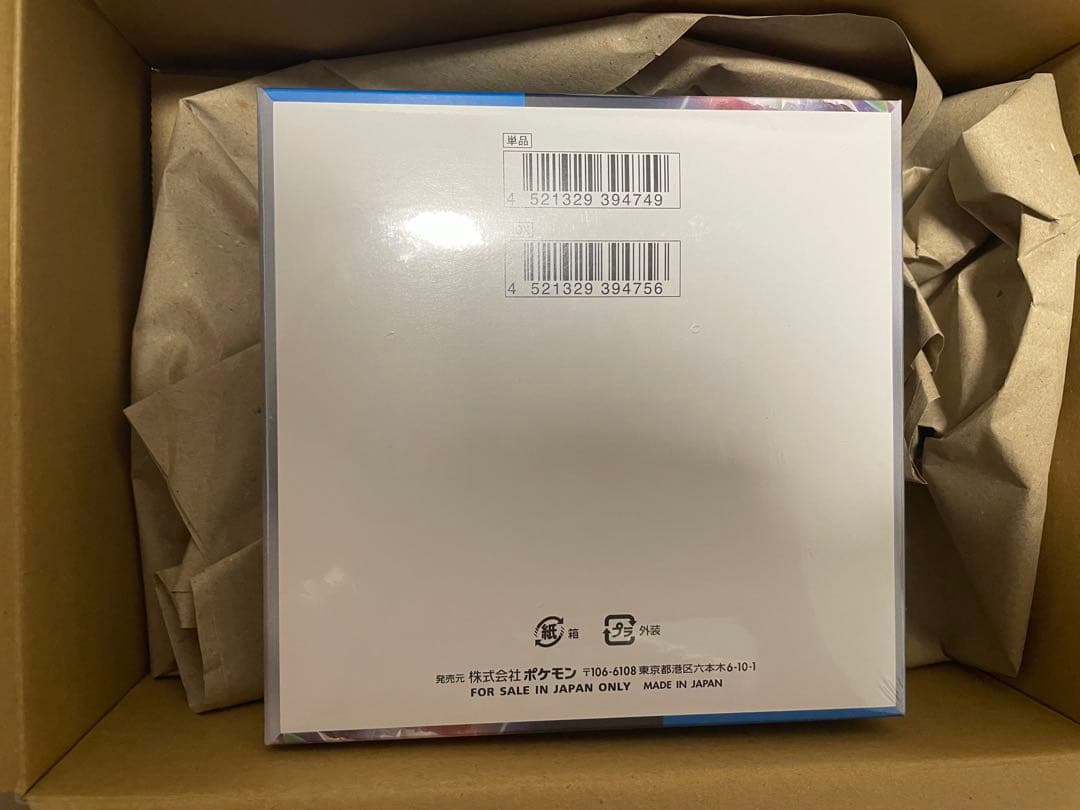 単品
4 521329 394749
4 521329 394756
紙 箱
プラ 外装
発売元 株式会社ポケモン 〒106-6108 東京都港区六本木6-10-1
FOR SALE IN JAPAN ONLY MADE IN JAPAN